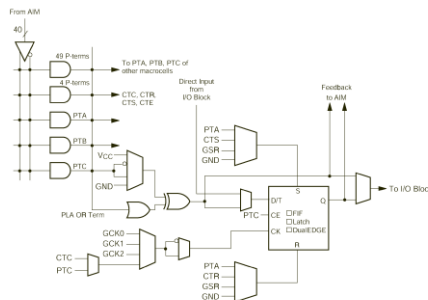 From AIM
40
49 P-terms
To PTA, PTB, PTC of
other macrocells
4 P-terms
CTC, CTR,
CTS, CTE
PTA
PTB
PTC
Direct Input
from
I/O Block
Feedback
to AIM
PTA
CTS
GSR
GND
VCC
GND
PLA OR Term
S
D/T
Q
To I/O Block
PTC
CE
FIF
Latch
DualEDGE
CK
R
GCK0
GCK1
GCK2
CTC
PTC
PTA
CTR
GSR
GND